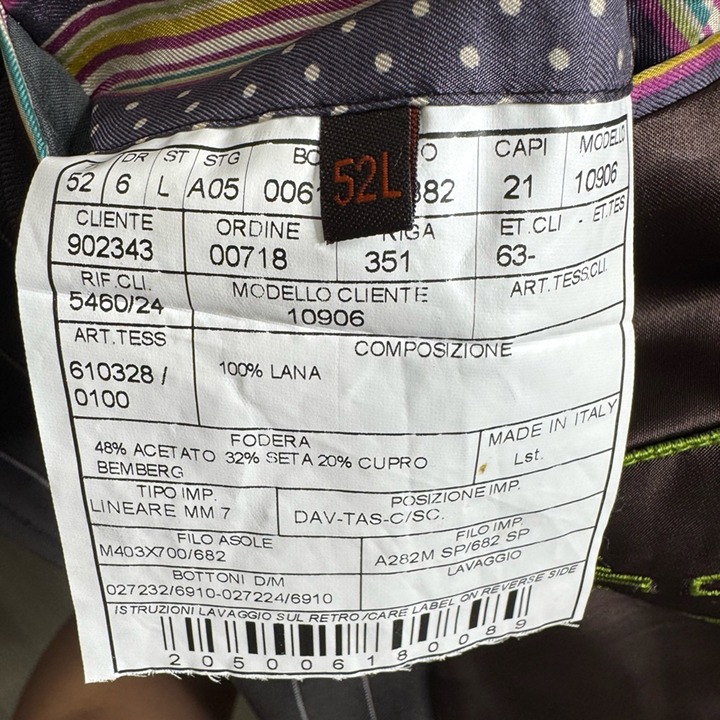 DR ST STG BO O CAPI MODELLO
52 6 L A05 006 882 21 10906
52L
CLIENTE ORDINE RIGA ET.CLI - ET.TES
902343 00718 351 63-
RIF.CLI. MODELLO CLIENTE ART.TESS.CLI.
5460/24 10906
ART.TESS COMPOSIZIONE
610328 / 100% LANA
0100
FODERA MADE IN ITALY
48% ACETATO 32% SETA 20% CUPRO Lst.
BEMBERG
TIPO IMP. POSIZIONE IMP.
LINEARE MM 7 DAV-TAS-C/SC.
FILO ASOLE FILO IMP.
M403X700/682 A282M SP/682 SP
BOTTONI D/M LAVAGGIO
027232/6910-027224/6910
ISTRUZIONI LAVAGGIO SUL RETRO /CARE LABEL ON REVERSE SIDE
205006180089